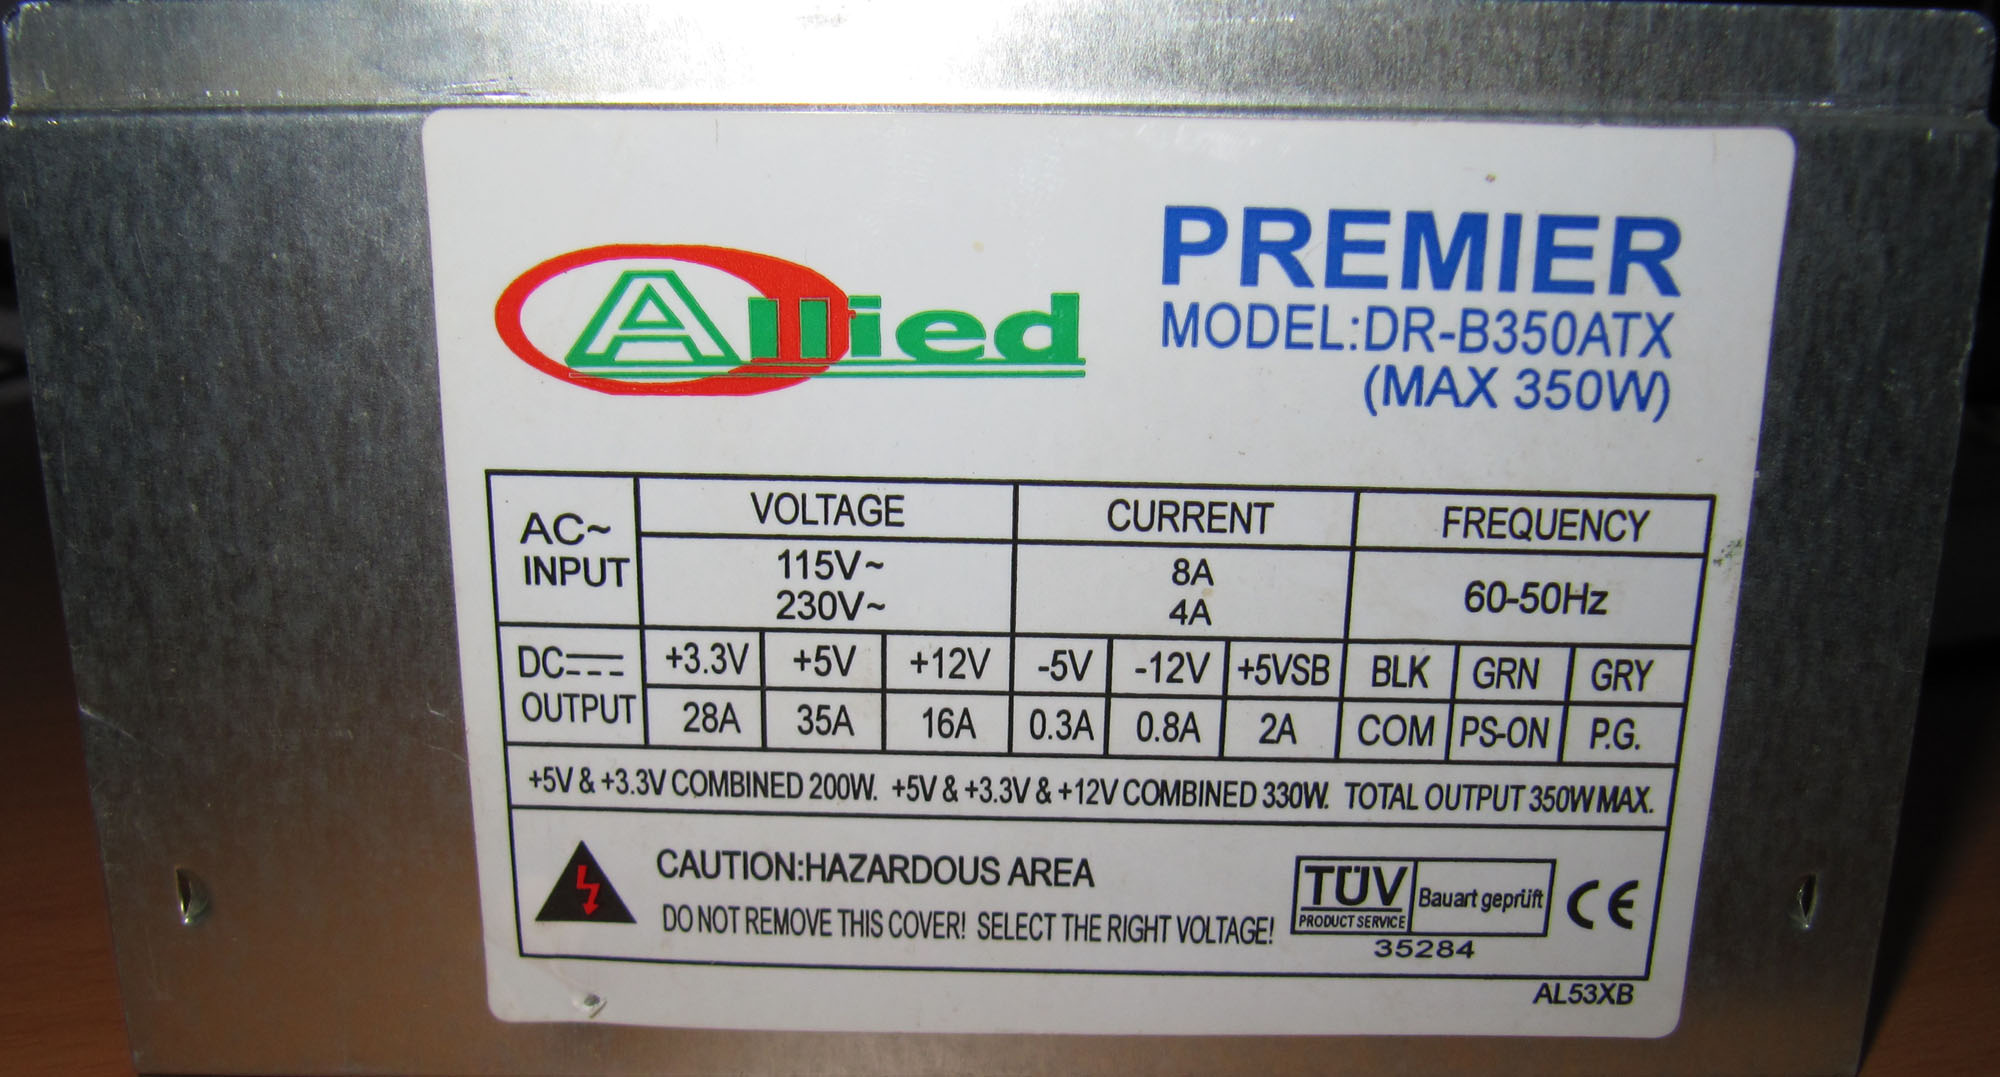 Allied
PREMIER
MODEL:DR-B350ATX
(MAX 350W)
AC~ INPUT
VOLTAGE CURRENT FREQUENCY
115V~ 8A 60-50Hz
230V~ 4A
DC OUTPUT
+3.3V +5V +12V -5V -12V +5VSB BLK GRN GRY
28A 35A 16A 0.3A 0.8A 2A COM PS-ON P.G.
+5V & +3.3V COMBINED 200W. +5V & +3.3V & +12V COMBINED 330W. TOTAL OUTPUT 350W MAX.
CAUTION:HAZARDOUS AREA
DO NOT REMOVE THIS COVER! SELECT THE RIGHT VOLTAGE!
TÜV
PRODUCT SERVICE
Bauart geprüft
CE
35284
AL53XB